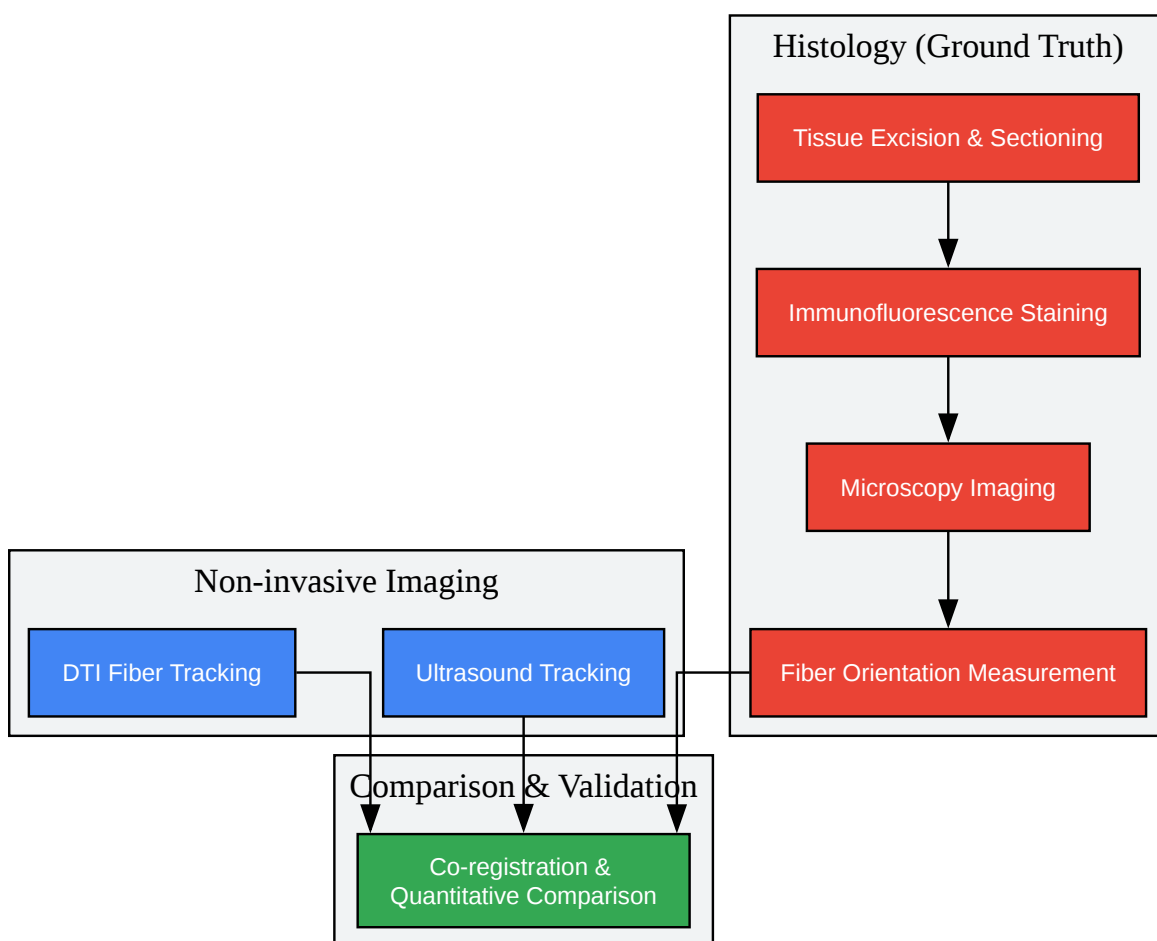 Histology (Ground Truth)
Tissue Excision & Sectioning
Immunofluorescence Staining
Microscopy Imaging
Fiber Orientation Measurement
Non-invasive Imaging
DTI Fiber Tracking
Ultrasound Tracking
Comparison & Validation
Co-registration &
Quantitative Comparison